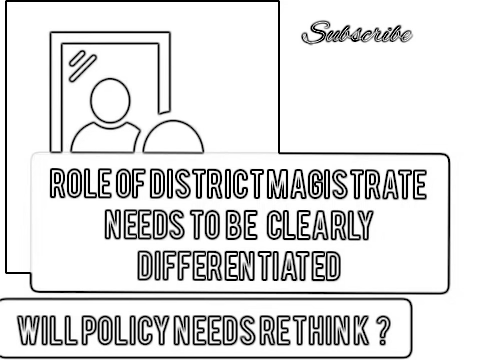 Subscribe
ROLE OF DISTRICT MAGISTRATE
NEEDS TO BE CLEARLY
DIFFERENTIATED
WILL POLICY NEEDS RETHINK ?